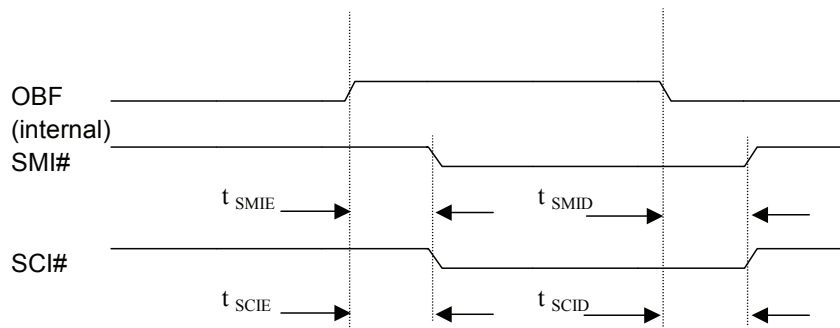 OBF
(internal)
SMI#
t SMIE
t SMID
SCI#
t SCIE
t SCID